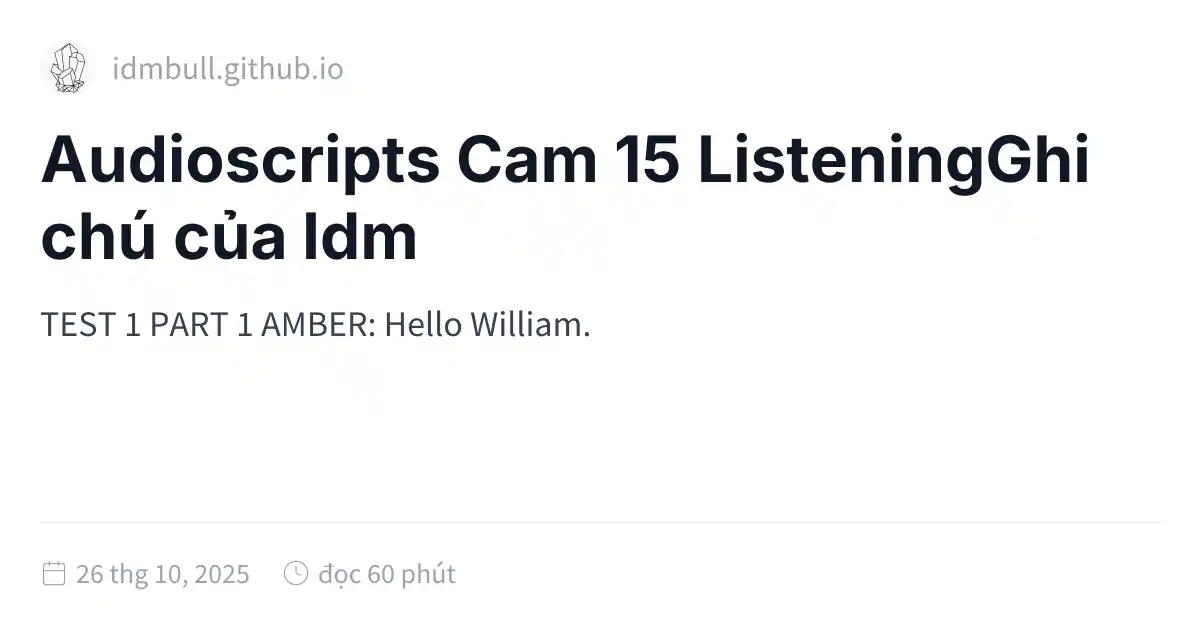 idmbull.github.io
Audioscripts Cam 15 ListeningGhi
chú của Idm
TEST 1 PART 1 AMBER: Hello William.
26 thg 10, 2025 đọc 60 phút